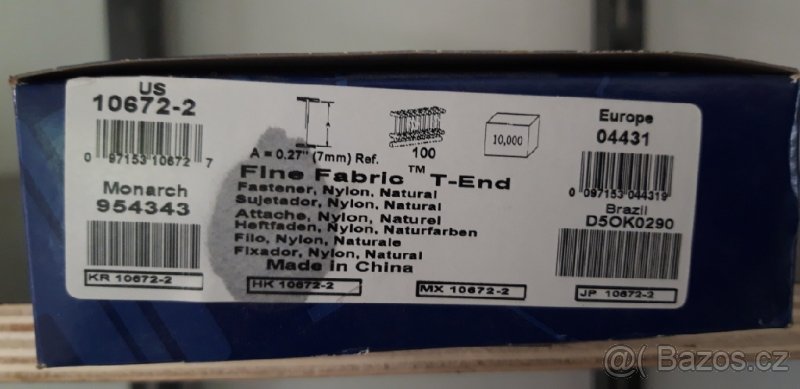 US
10672-2
0 97153 10672 7
Monarch
954343
KR 10672-2
A
A = 0.27" (7mm) Ref.
100
10,000
Fine Fabric™ T-End
Fastener, Nylon, Natural
Sujetador, Nylon, Natural
Attache, Nylon, Naturel
Heftfaden, Nylon, Naturfarben
Filo, Nylon, Naturale
Fixador, Nylon, Natural
Made in China
HK 10672-2
MX 10672-2
Europe
04431
0 097153 044319
Brazil
D5OK0290
JP 10672-2
@( Bazos.cz